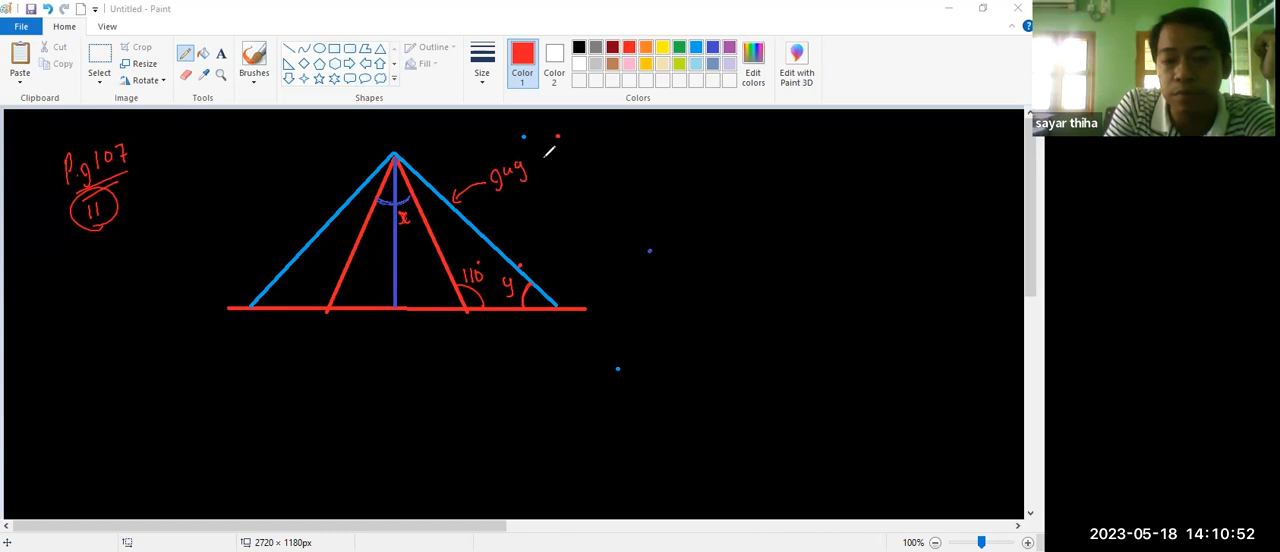 Untitled - Paint
File
Home
View
Paste
Cut
Copy
Clipboard
Select
Crop
Resize
Rotate
Image
Tools
Brushes
Shapes
Outline
Fill
Size
Color 1
Color 2
Colors
Edit colors
Edit with Paint 3D
sayar thiha
P.g 107
11
guy
x
110°
y°
2720 × 1180px
100%
2023-05-18 14:10:52